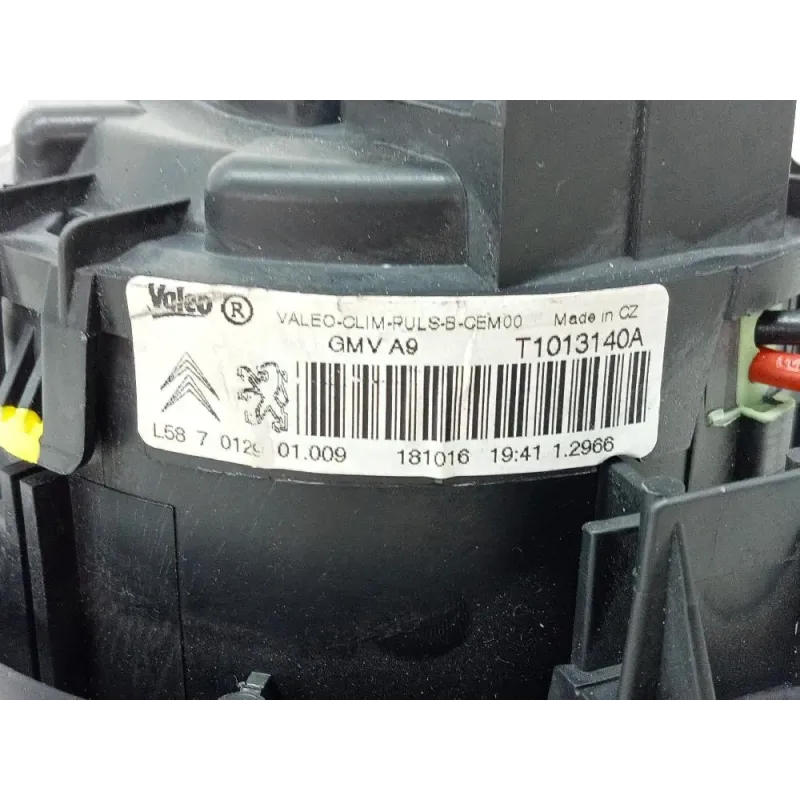 Valeo ® VALEO-CLIM-PULS-B-CEM00 Made in CZ
GMV A9 T1013140A
L58 7 0129 01.009 181016 19:41 1.2966